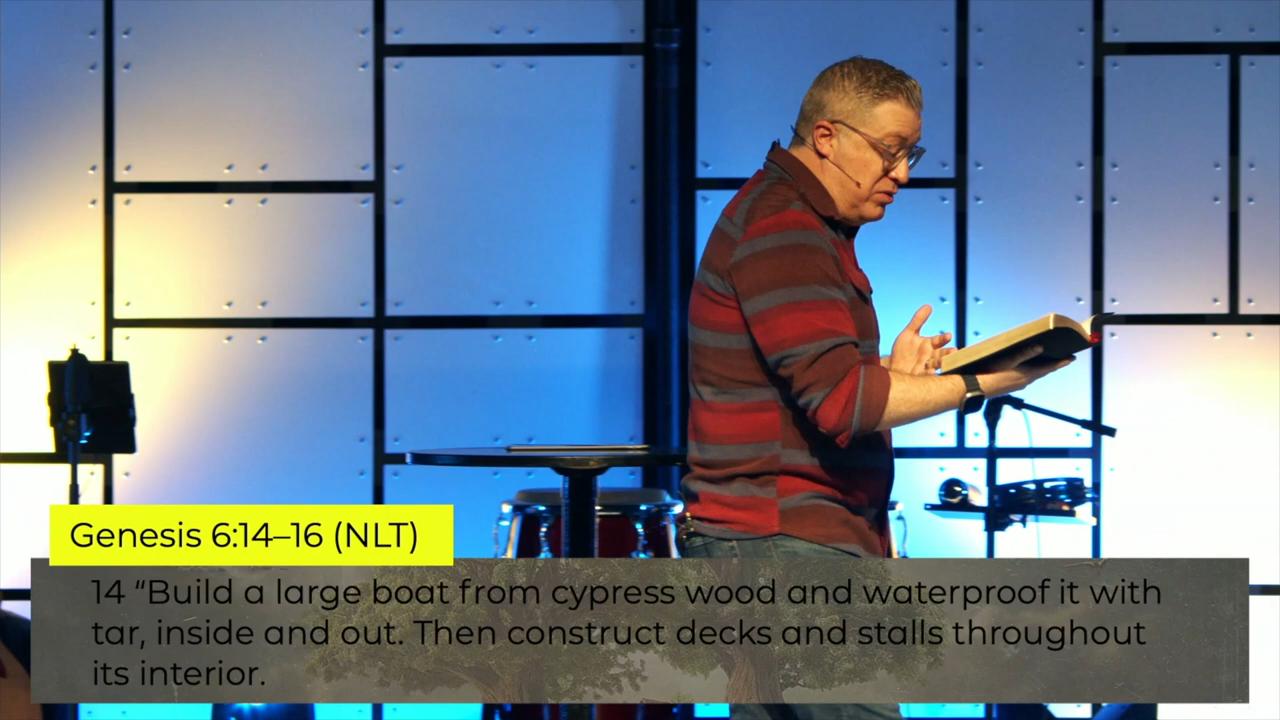 Genesis 6:14–16 (NLT)
14 “Build a large boat from cypress wood and waterproof it with
tar, inside and out. Then construct decks and stalls throughout
its interior.